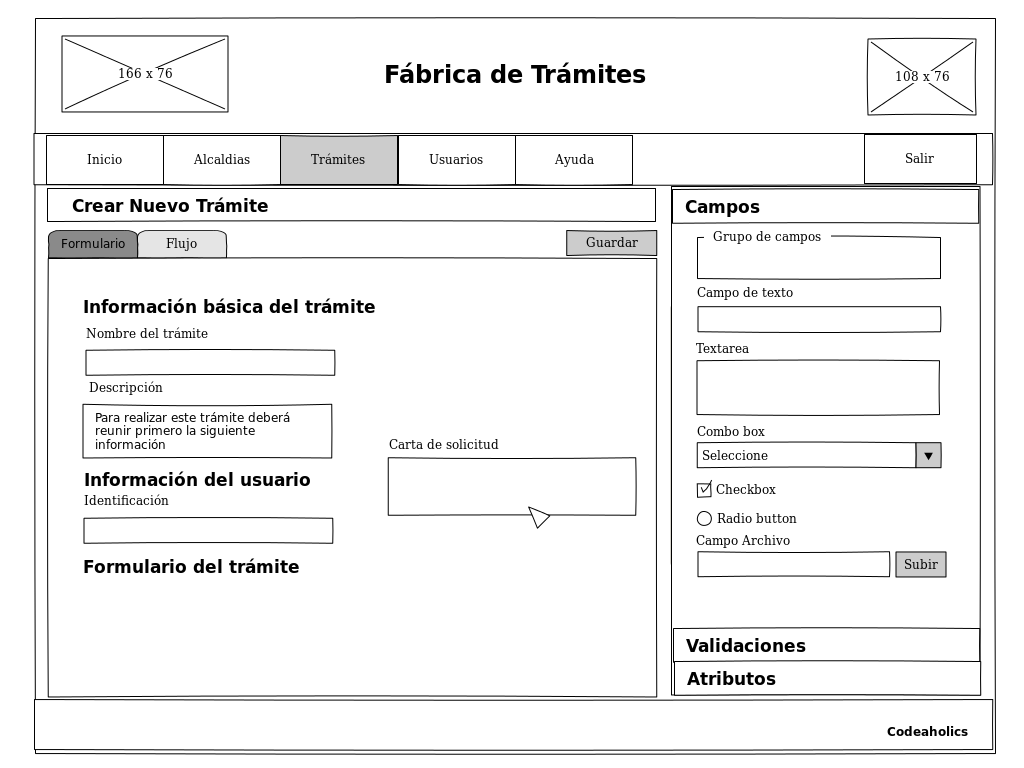 166 x 76
Fábrica de Trámites
108 x 76
Inicio
Alcaldias
Trámites
Usuarios
Ayuda
Salir
Crear Nuevo Trámite
Formulario
Flujo
Guardar
Información básica del trámite
Nombre del trámite
Descripción
Para realizar este trámite deberá
reunir primero la siguiente
información
Carta de solicitud
Información del usuario
Identificación
Formulario del trámite
Campos
Grupo de campos
Campo de texto
Textarea
Combo box
Seleccione
Checkbox
Radio button
Campo Archivo
Subir
Validaciones
Atributos
Codeaholics